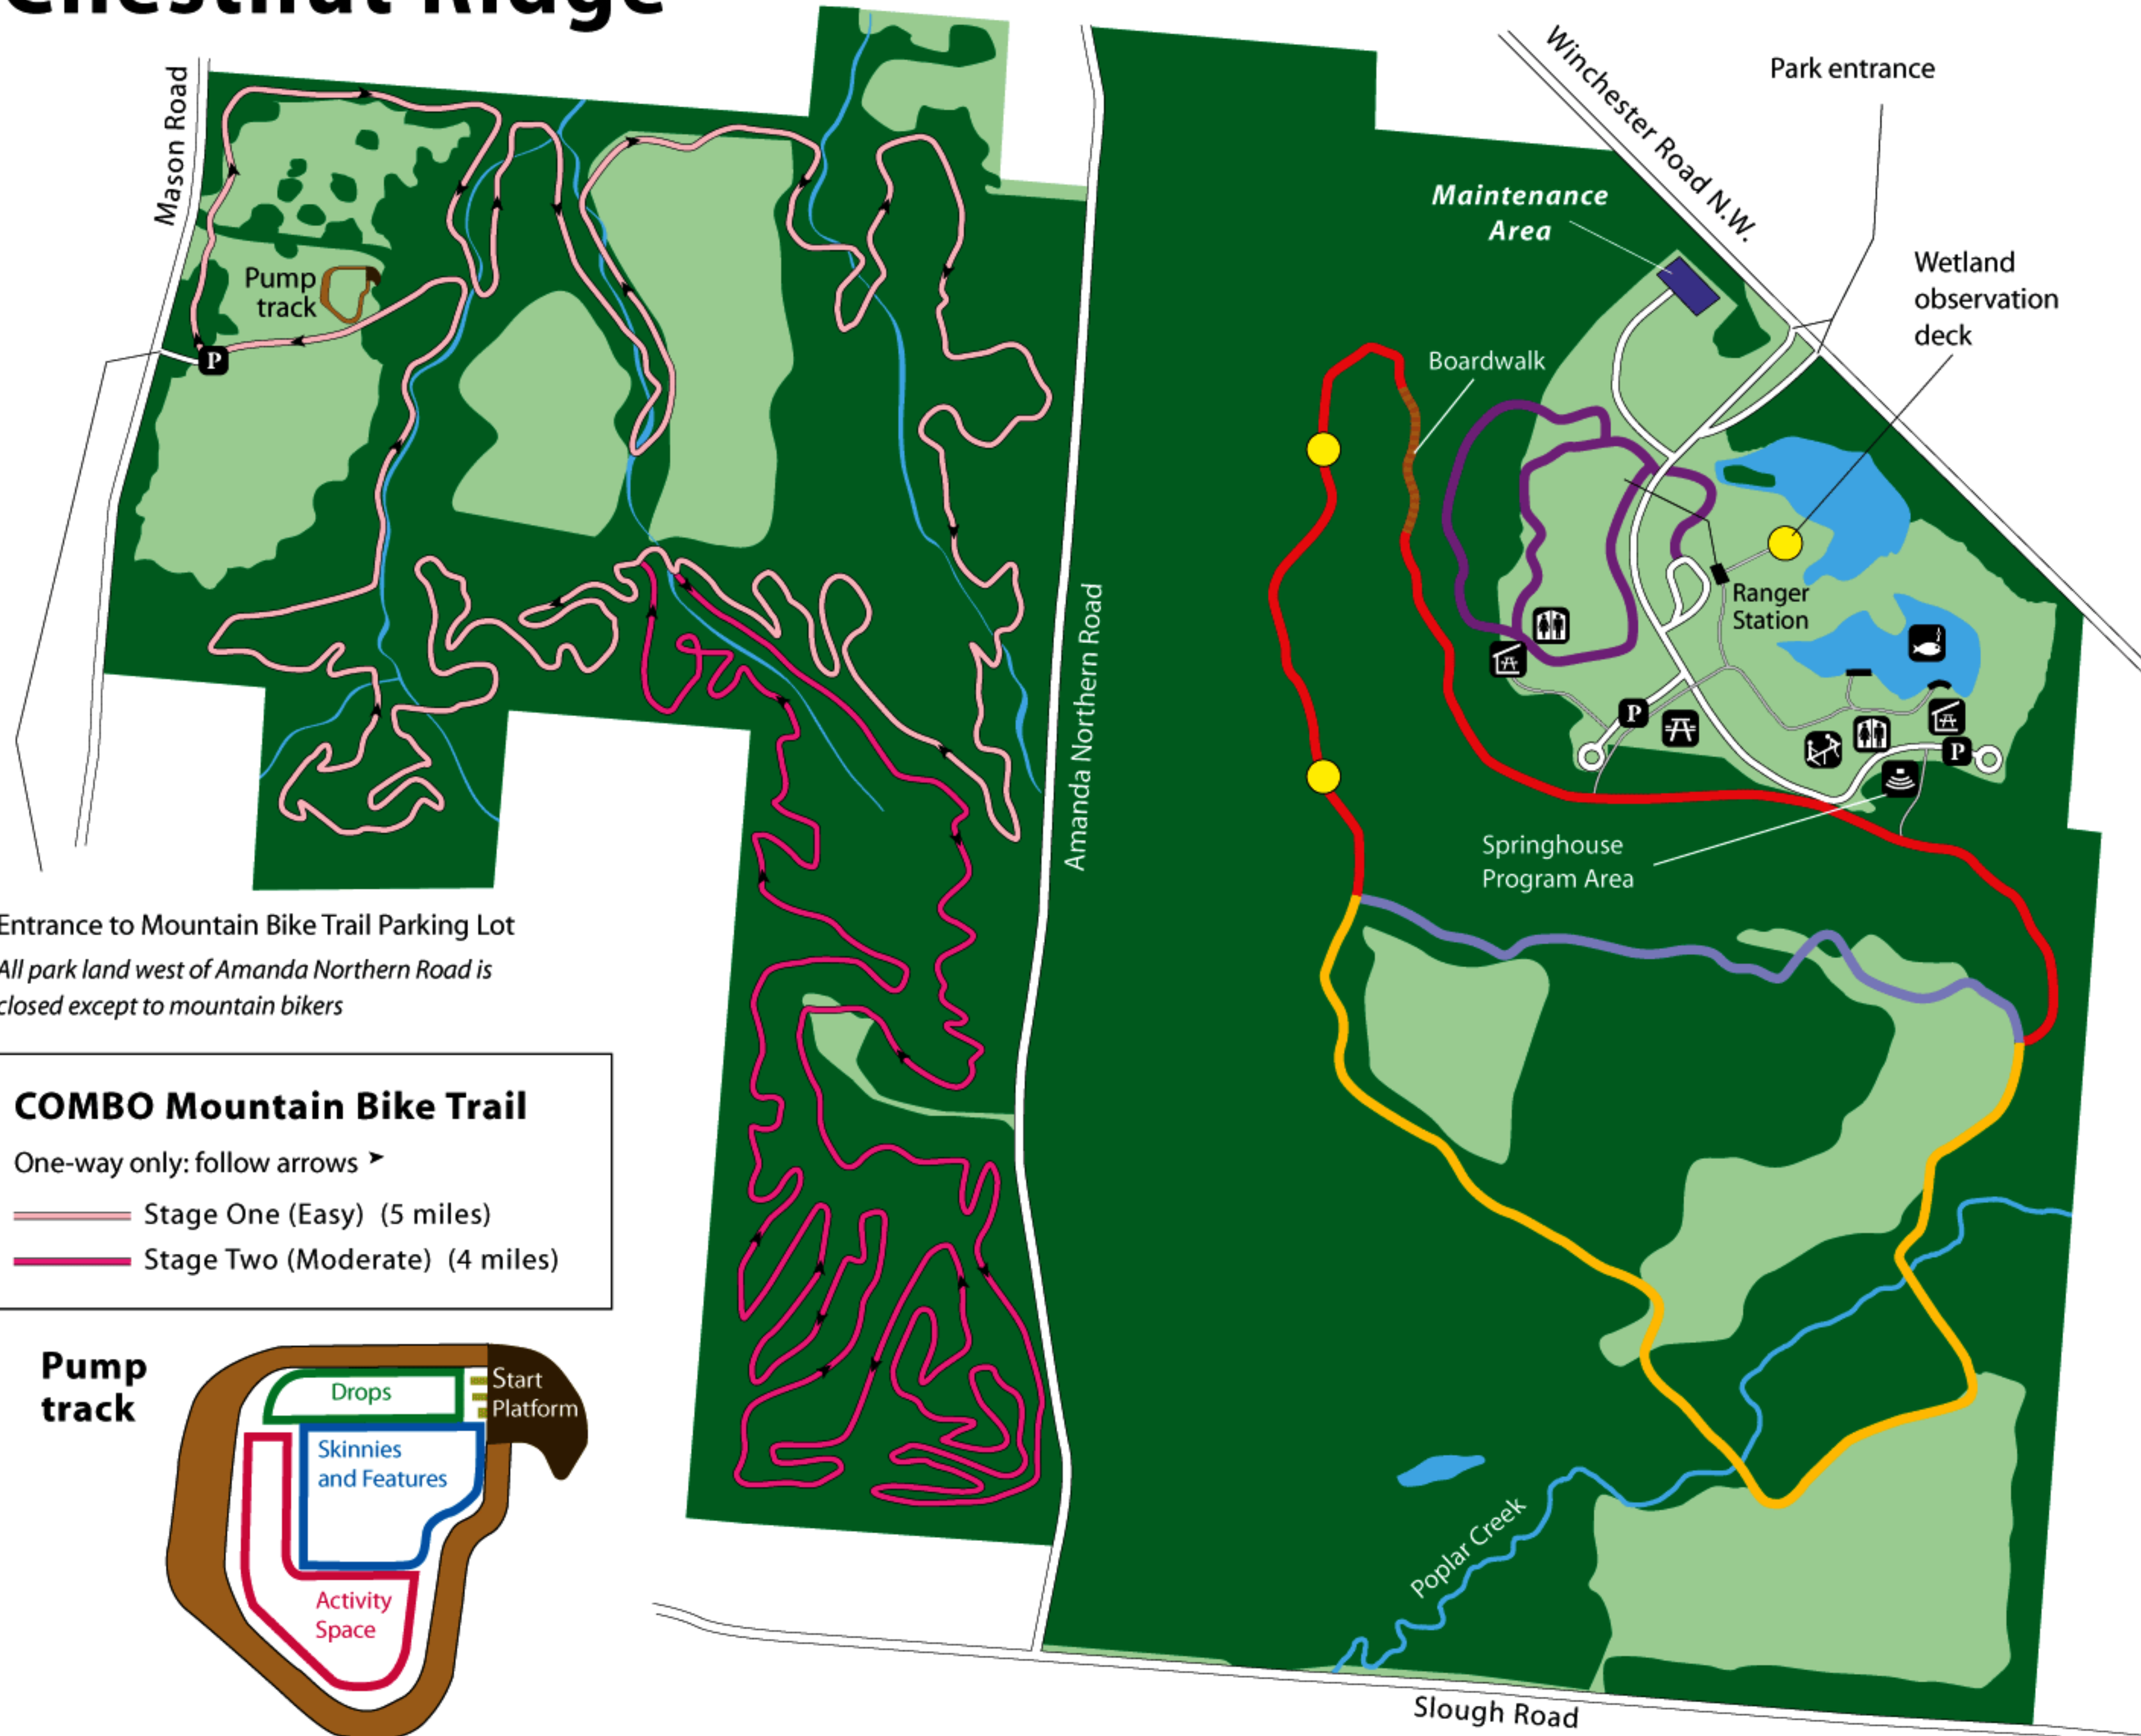 Chestnut Ridge
Mason Road
Winchester Road N.W.
Park entrance
Maintenance
Area
Wetland
observation
deck
Pump
track
P
Boardwalk
Ranger
Station
P
P
Amanda Northern Road
Springhouse
Program Area
Entrance to Mountain Bike Trail Parking Lot
All park land west of Amanda Northern Road is
closed except to mountain bikers
COMBO Mountain Bike Trail
One-way only: follow arrows
Stage One (Easy) (5 miles)
Stage Two (Moderate) (4 miles)
Pump
track
Drops
Start
Platform
Skinnies
and Features
Activity
Space
Poplar Creek
Slough Road